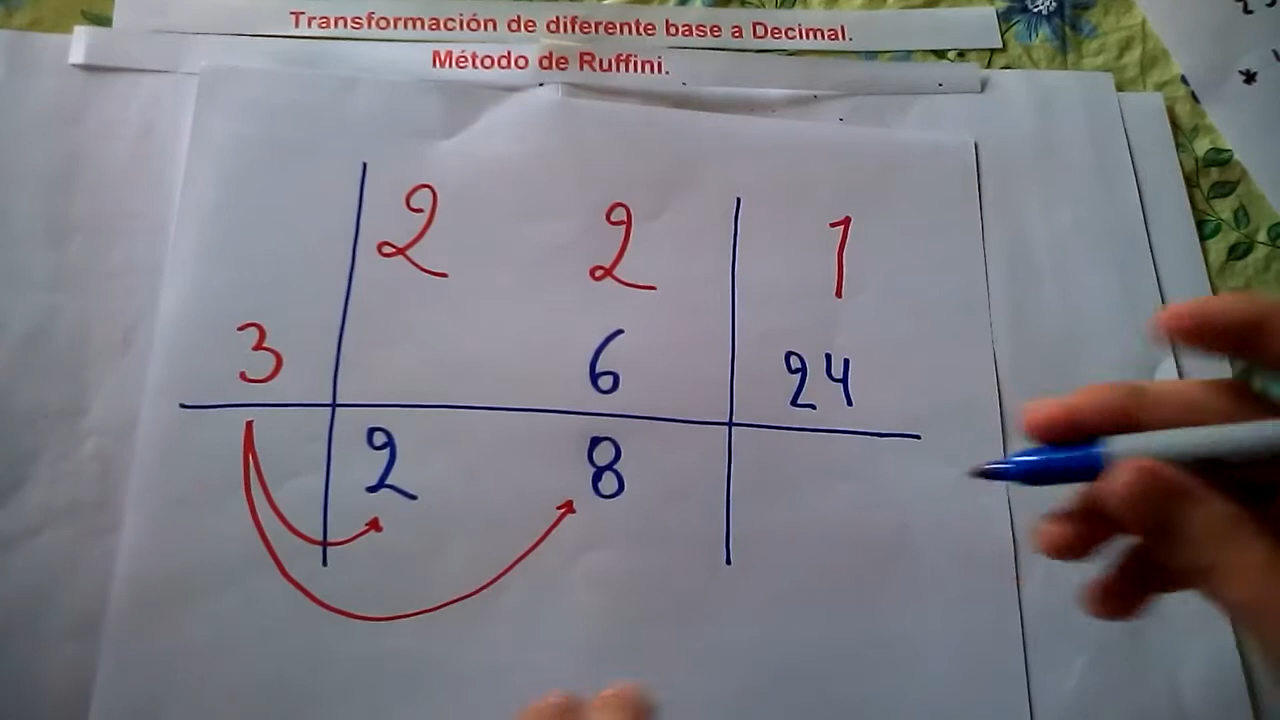 Transformación de diferente base a Decimal.
Método de Ruffini.
2 2 1
3 6 24
2 8